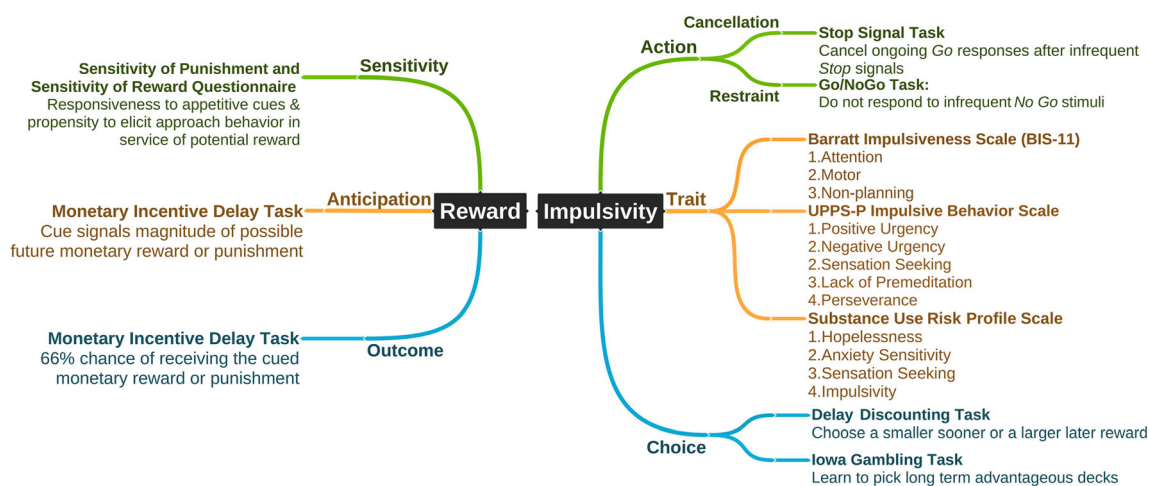 Sensitivity
Sensitivity of Punishment and
Sensitivity of Reward Questionnaire
Responsiveness to appetitive cues &
propensity to elicit approach behavior in
service of potential reward
Anticipation
Monetary Incentive Delay Task
Cue signals magnitude of possible
future monetary reward or punishment
Reward
Monetary Incentive Delay Task
66% chance of receiving the cued
monetary reward or punishment
Outcome
Impulsivity
Action
Cancellation
Stop Signal Task
Cancel ongoing Go responses after infrequent
Stop signals
Restraint
Go/NoGo Task:
Do not respond to infrequent No Go stimuli
Trait
Barratt Impulsiveness Scale (BIS-11)
1.Attention
2.Motor
3.Non-planning
UPPS-P Impulsive Behavior Scale
1.Positive Urgency
2.Negative Urgency
2.Sensation Seeking
3.Lack of Premeditation
4.Perseverance
Substance Use Risk Profile Scale
1.Hopelessness
2.Anxiety Sensitivity
3.Sensation Seeking
4.Impulsivity
Choice
Delay Discounting Task
Choose a smaller sooner or a larger later reward
Iowa Gambling Task
Learn to pick long term advantageous decks